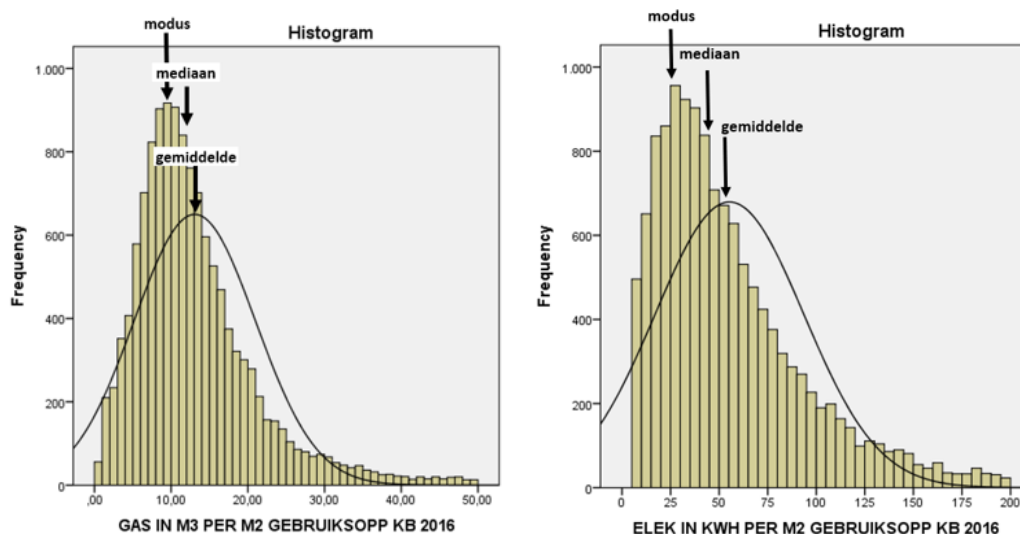 modus
Histogram
mediaan
gemiddelde
1.000
800
600
400
200
0
Frequency
,00
10,00
20,00
30,00
40,00
50,00
GAS IN M3 PER M2 GEBRUIKSOPP KB 2016
modus
Histogram
mediaan
gemiddelde
1.000
800
600
400
200
0
Frequency
0
25
50
75
100
125
150
175
200
ELEK IN KWH PER M2 GEBRUIKSOPP KB 2016